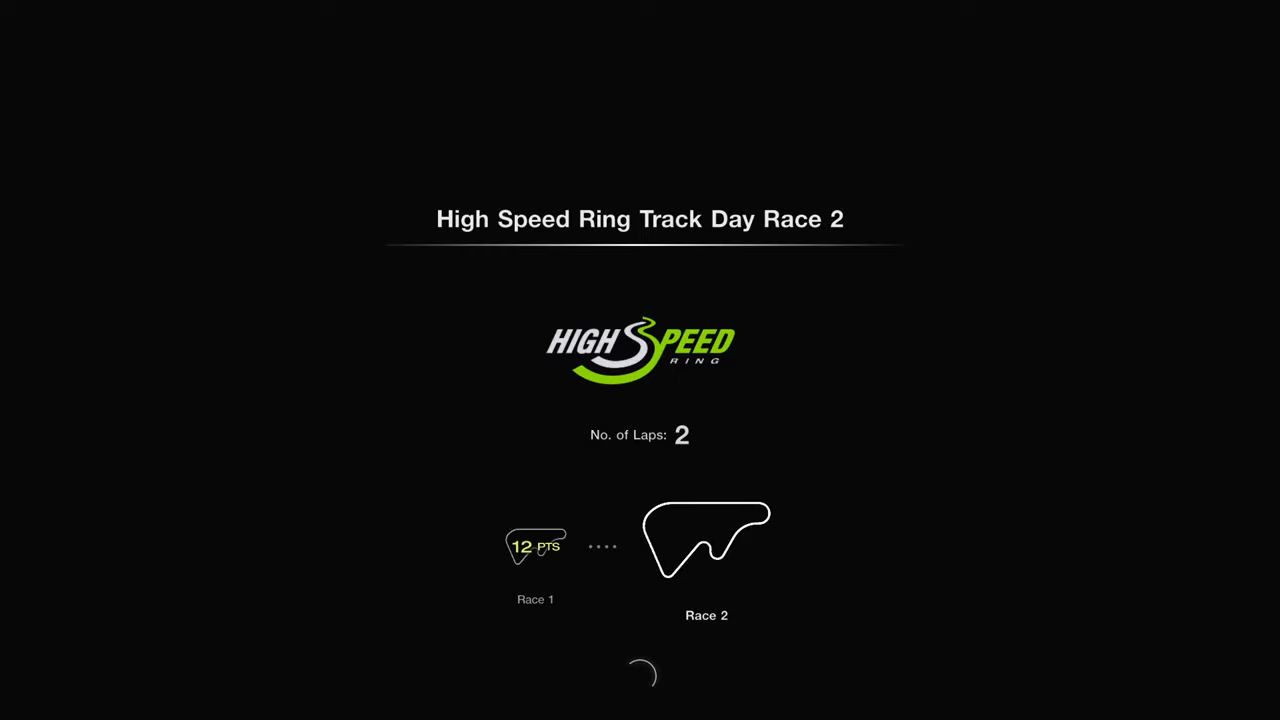 High Speed Ring Track Day Race 2
HIGH SPEED
RING
No. of Laps: 2
12 PTS
Race 1
Race 2